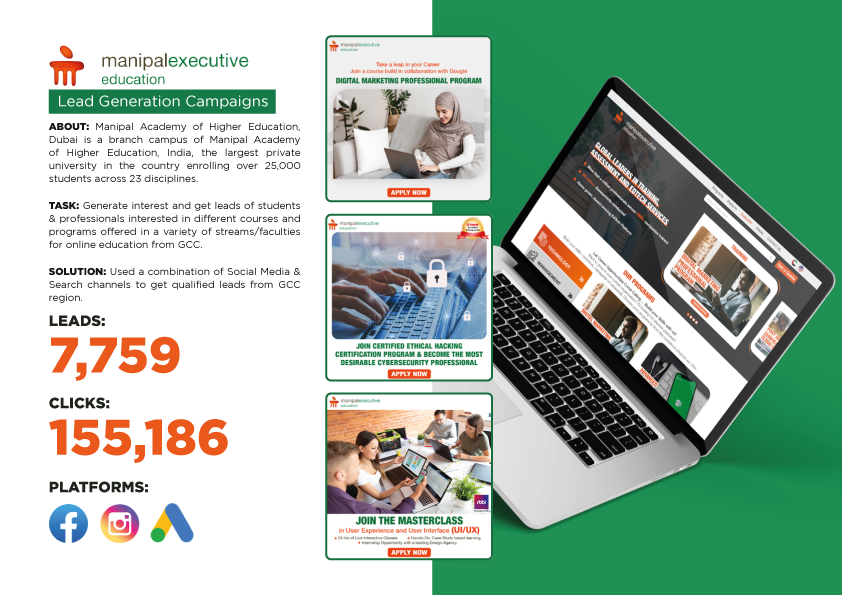 manipalexecutive
education
Lead Generation Campaigns
ABOUT: Manipal Academy of Higher Education,
Dubai is a branch campus of Manipal Academy
of Higher Education, India, the largest private
university in the country enrolling over 25,000
students across 23 disciplines.
TASK: Generate interest and get leads of students
& professionals interested in different courses and
programs offered in a variety of streams/faculties
for online education from GCC.
SOLUTION: Used a combination of Social Media &
Search channels to get qualified leads from GCC
region.
LEADS:
7,759
CLICKS:
155,186
PLATFORMS:
manipalexecutive
education
Take a leap in your Career
Join a course build in collaboration with Google
DIGITAL MARKETING PROFESSIONAL PROGRAM
APPLY NOW
manipalexecutive
education
JOIN CERTIFIED ETHICAL HACKING
CERTIFICATION PROGRAM & BECOME THE MOST
DESIRABLE CYBERSECURITY PROFESSIONAL
APPLY NOW
manipalexecutive
education
rbbi
JOIN THE MASTERCLASS
in User Experience and User Interface (UI/UX)
24 hrs of Live Interactive Classes
Hands-On, Case Study based learning
Internship Opportunity with a leading Design Agency
APPLY NOW
manipalexecutive
education
GLOBAL LEADERS IN TRAINING,
ASSESSMENT AND EDTECH SERVICES
TRAINING
DIGITAL MARKETING
PROFESSIONAL
PROGRAM
OUR PROGRAMS
TECHNOLOGY
MANAGEMENT
DIGITAL MARKETING